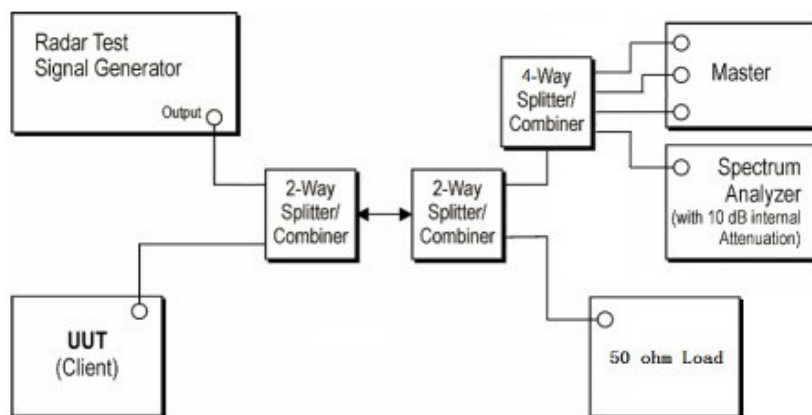 Radar Test
Signal Generator
Output
4-Way
Splitter/
Combiner
Master
2-Way
Splitter/
Combiner
2-Way
Splitter/
Combiner
Spectrum
Analyzer
(with 10 dB internal
Attenuation)
UUT
(Client)
50 ohm Load